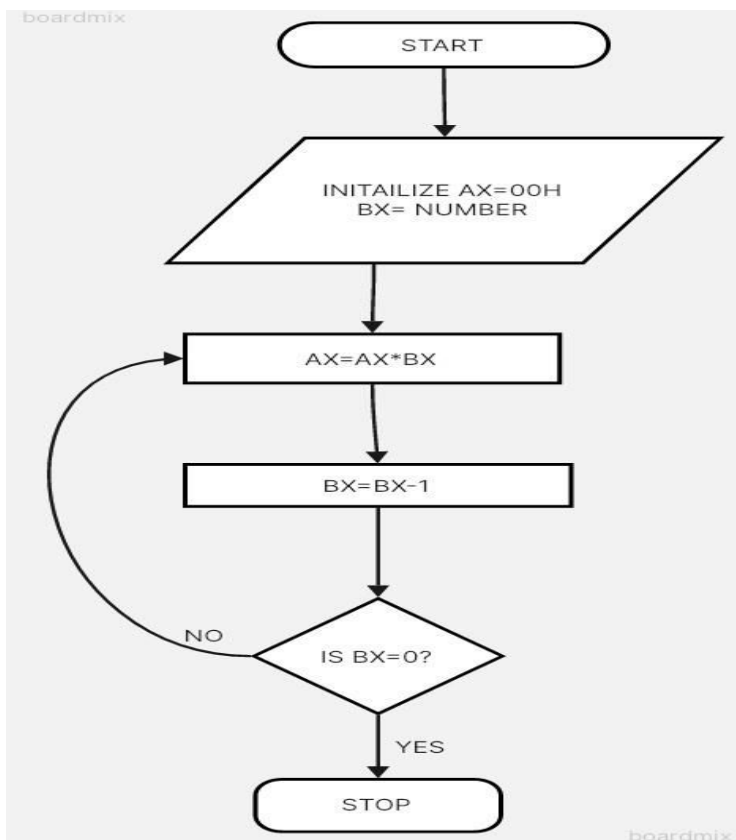 boardmix
START
INITAILIZE AX=00H
BX= NUMBER
AX=AX*BX
BX=BX-1
NO
IS BX=0?
YES
STOP
boardmix